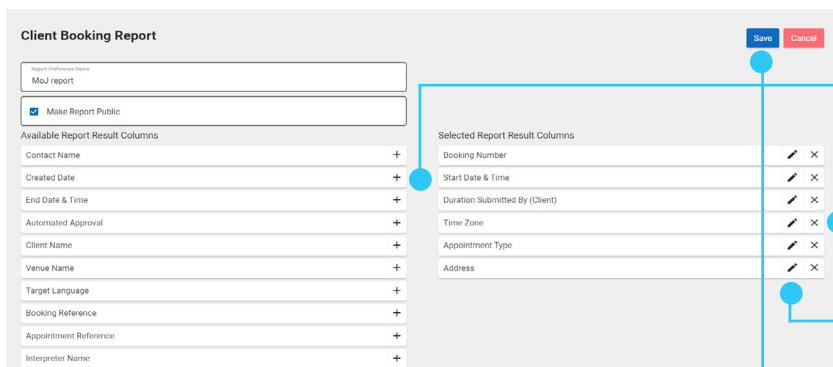 Client Booking Report
Save
Cancel
Report Preference Name
MoJ report
Make Report Public
Available Report Result Columns
Contact Name
Created Date
End Date & Time
Automated Approval
Client Name
Venue Name
Target Language
Booking Reference
Appointment Reference
Interpreter Name
Selected Report Result Columns
Booking Number
Start Date & Time
Duration Submitted By (Client)
Time Zone
Appointment Type
Address